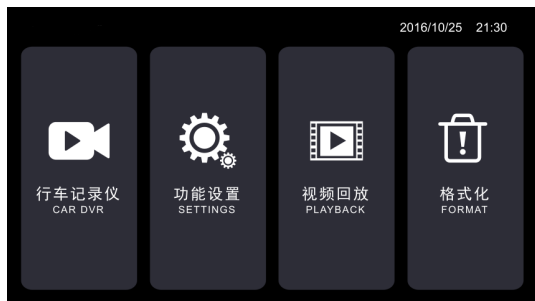 2016/10/25 21:30
行车记录仪
CAR DVR
功能设置
SETTINGS
视频回放
PLAYBACK
格式化
FORMAT